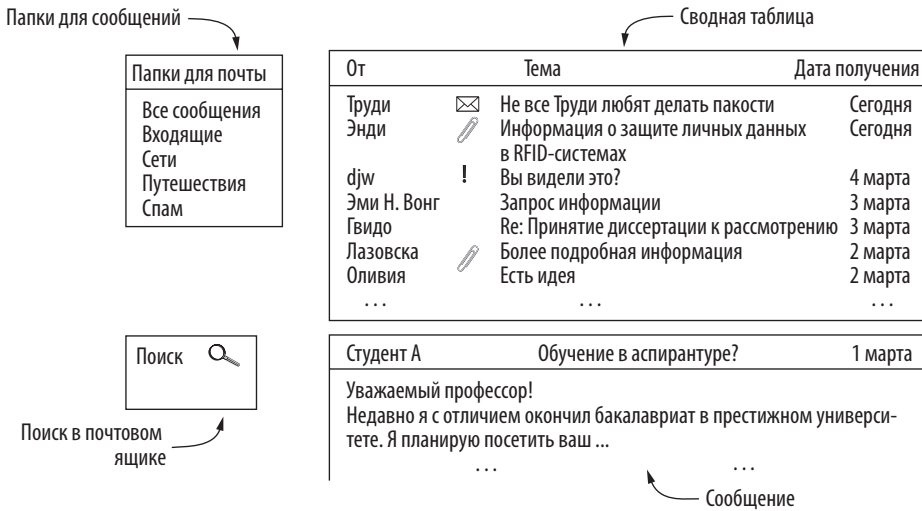 Папки для сообщений
Сводная таблица
Папки для почты
Все сообщения
Входящие
Сети
Путешествия
Спам
От Тема Дата получения
Труди Не все Труди любят делать пакости Сегодня
Энди Информация о защите личных данных Сегодня
в RFID-системах
djw ! Вы видели это? 4 марта
Эми Н. Вонг Запрос информации 3 марта
Гвидо Re: Принятие диссертации к рассмотрению 3 марта
Лазовска Более подробная информация 2 марта
Оливия Есть идея 2 марта
... ... ...
Поиск
Поиск в почтовом
ящике
Студент А Обучение в аспирантуре? 1 марта
Уважаемый профессор!
Недавно я с отличием окончил бакалавриат в престижном универси-
тете. Я планирую посетить ваш ...
... ...
Сообщение